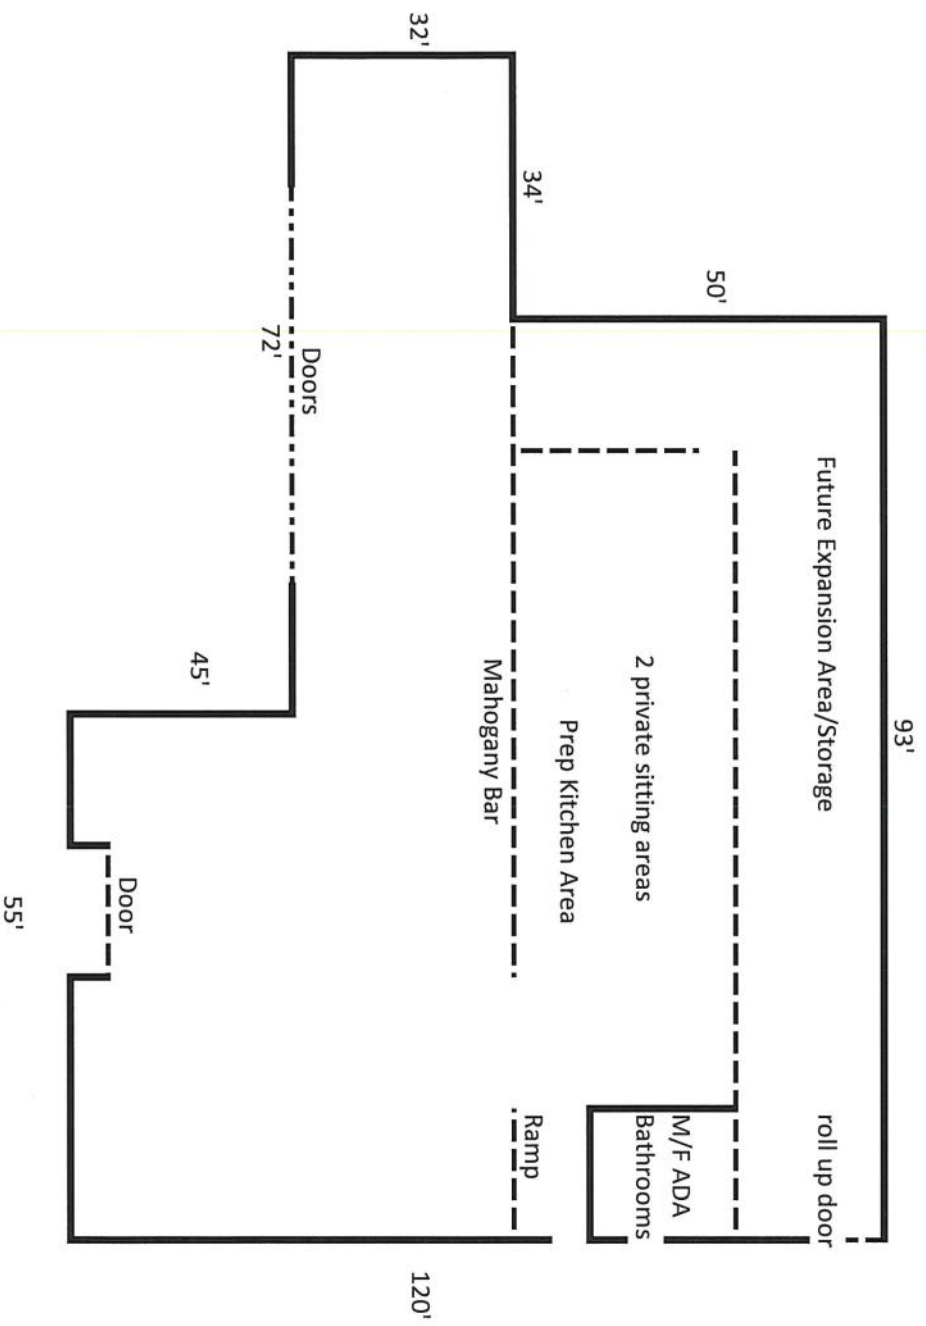 93'
roll up door
Future Expansion Area/Storage
50'
M/F ADA
Bathrooms
2 private sitting areas
Prep Kitchen Area
Ramp
34'
Mahogany Bar
120'
32'
Doors
72'
45'
Door
55'